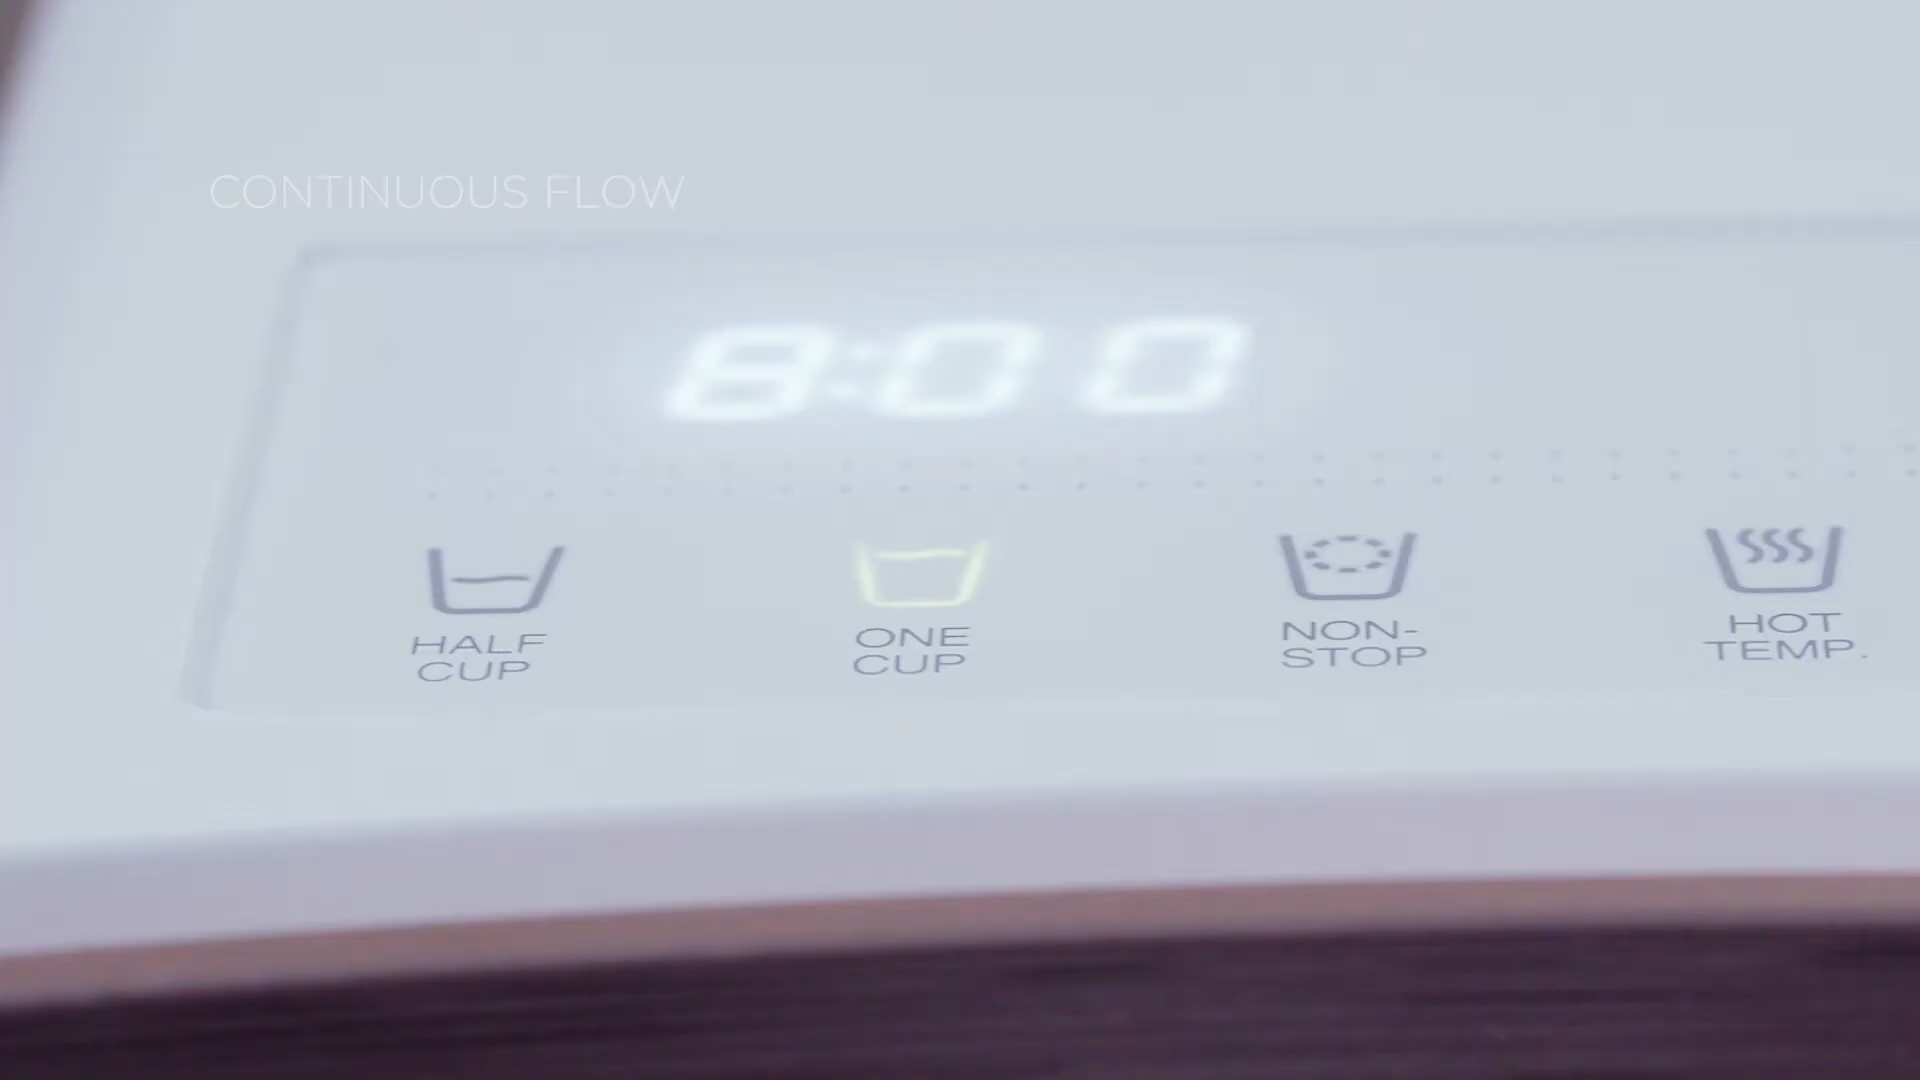 CONTINUOUS FLOW
8:00
HALF
CUP
ONE
CUP
NON-
STOP
HOT
TEMP.